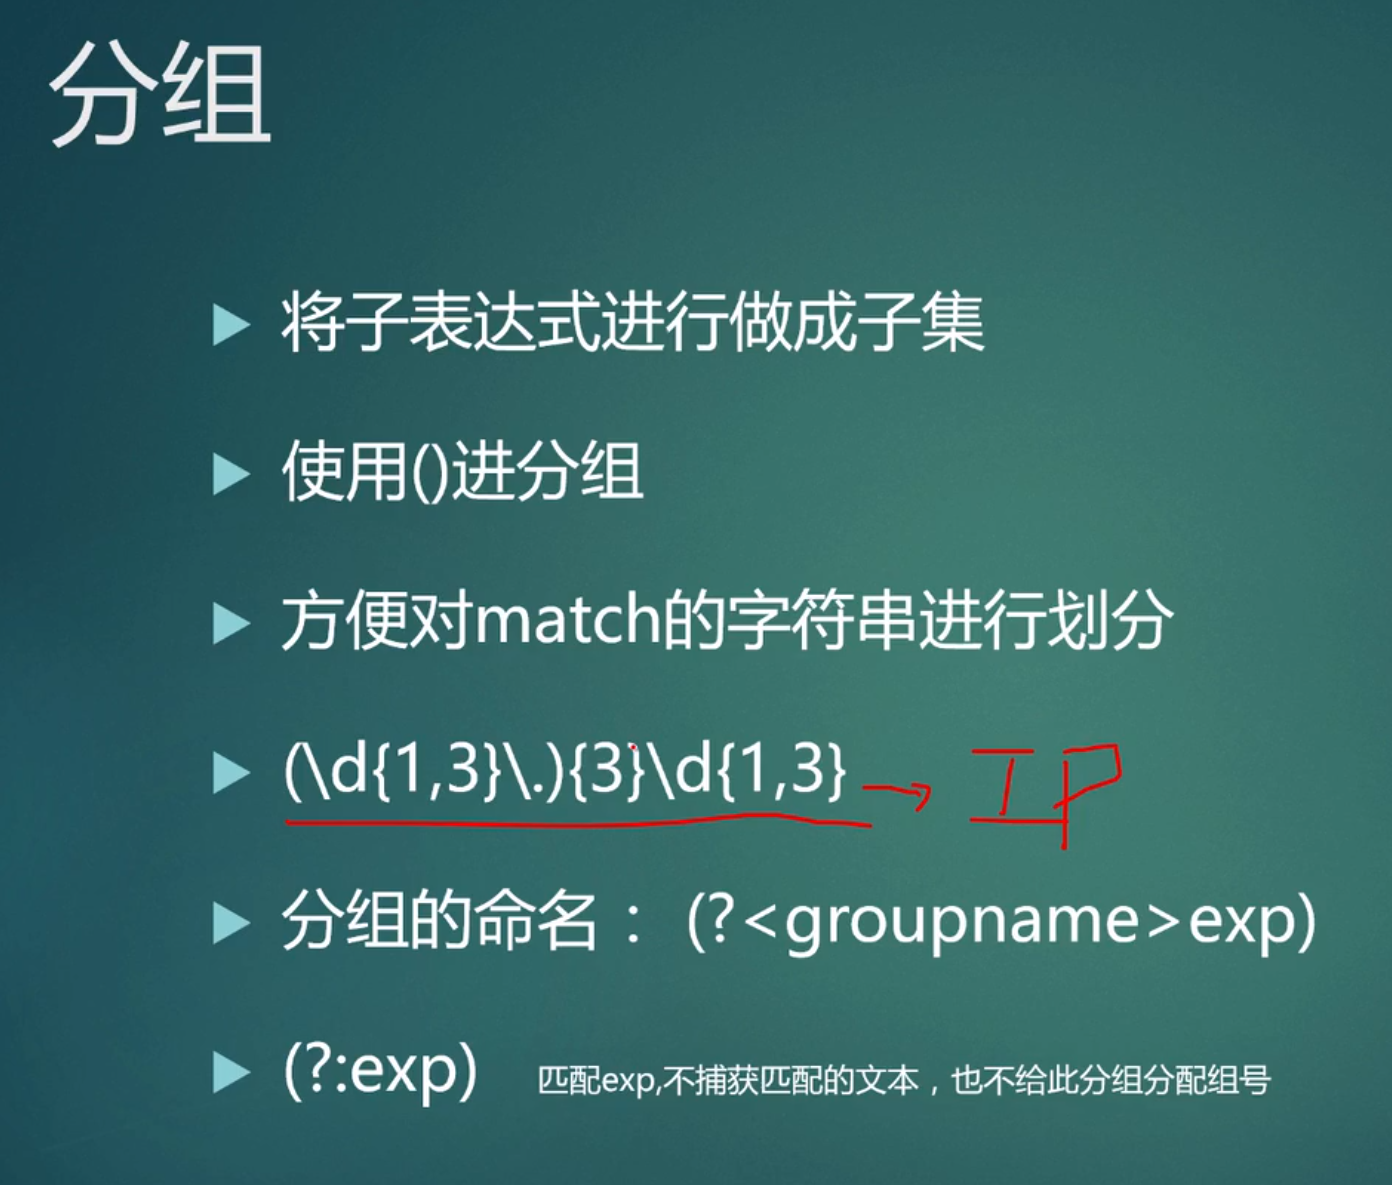 分组
将子表达式进行做成子集
使用()进分组
方便对match的字符串进行划分
(\d{1,3}\.){3}\d{1,3} → IP
分组的命名： (?<groupname>exp)
(?:exp) 匹配exp,不捕获匹配的文本，也不给此分组分配组号